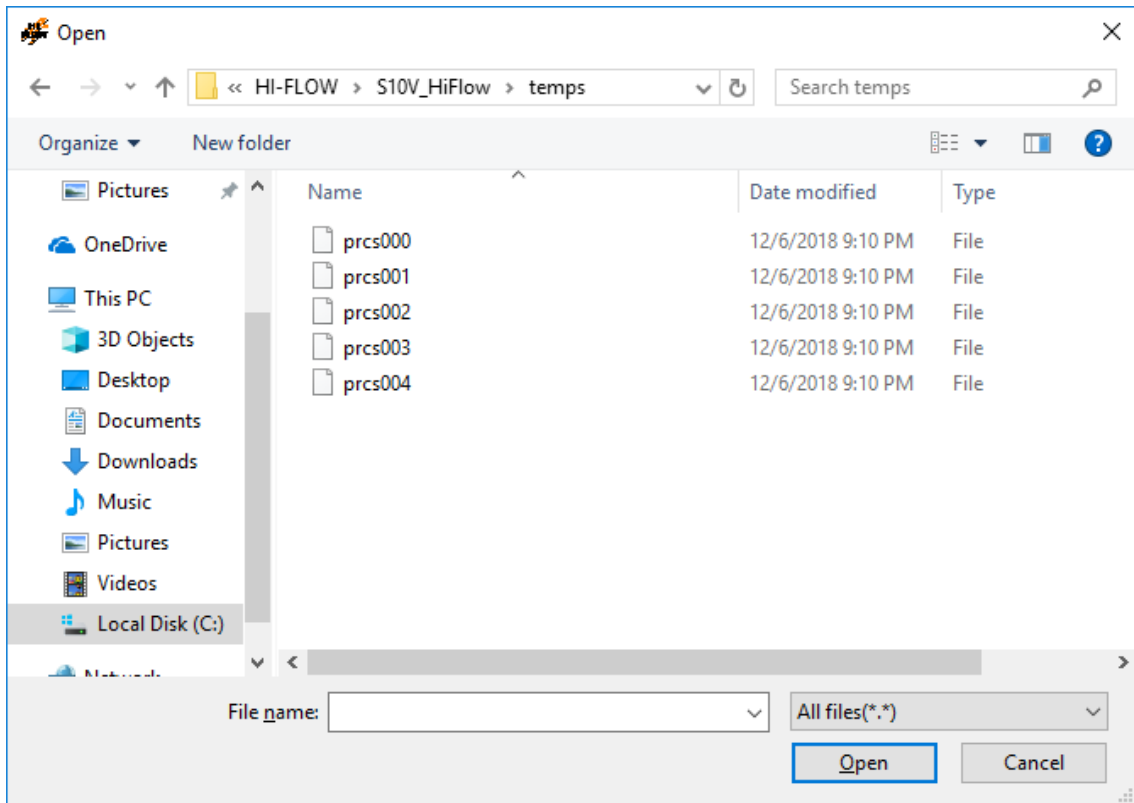 Open
« HI-FLOW > S10V_HiFlow > temps
Search temps
Organize
New folder
Pictures
OneDrive
This PC
3D Objects
Desktop
Documents
Downloads
Music
Pictures
Videos
Local Disk (C:)
Name Date modified Type
prcs000 12/6/2018 9:10 PM File
prcs001 12/6/2018 9:10 PM File
prcs002 12/6/2018 9:10 PM File
prcs003 12/6/2018 9:10 PM File
prcs004 12/6/2018 9:10 PM File
File name:
All files(*.*)
Open
Cancel